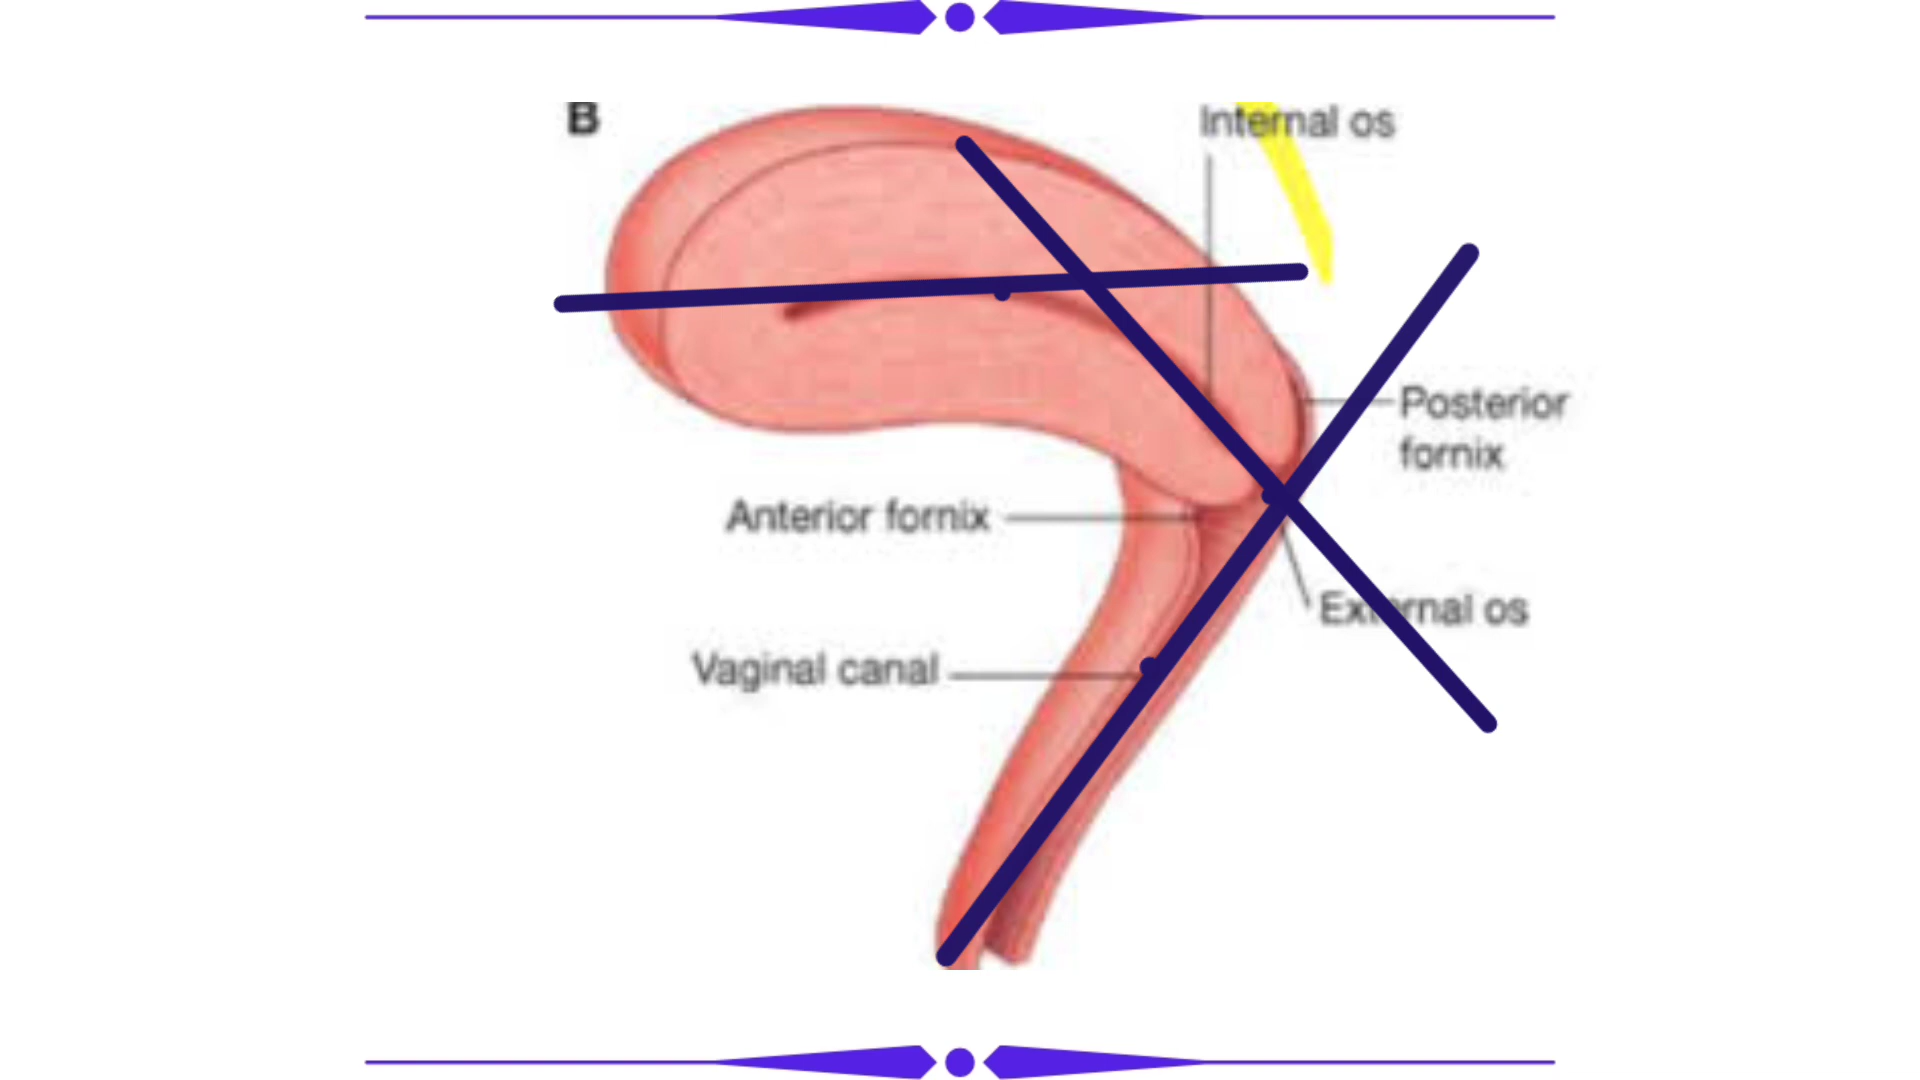 B
Internal os
Posterior
fornix
Anterior fornix
External os
Vaginal canal